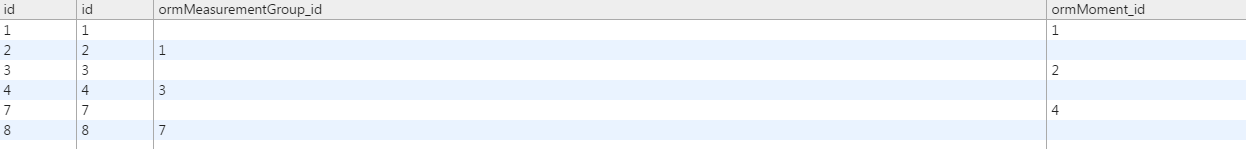 id id ormMeasurementGroup_id ormMoment_id
1 1 1
2 2 1
3 3 2
4 4 3
7 7 4
8 8 7